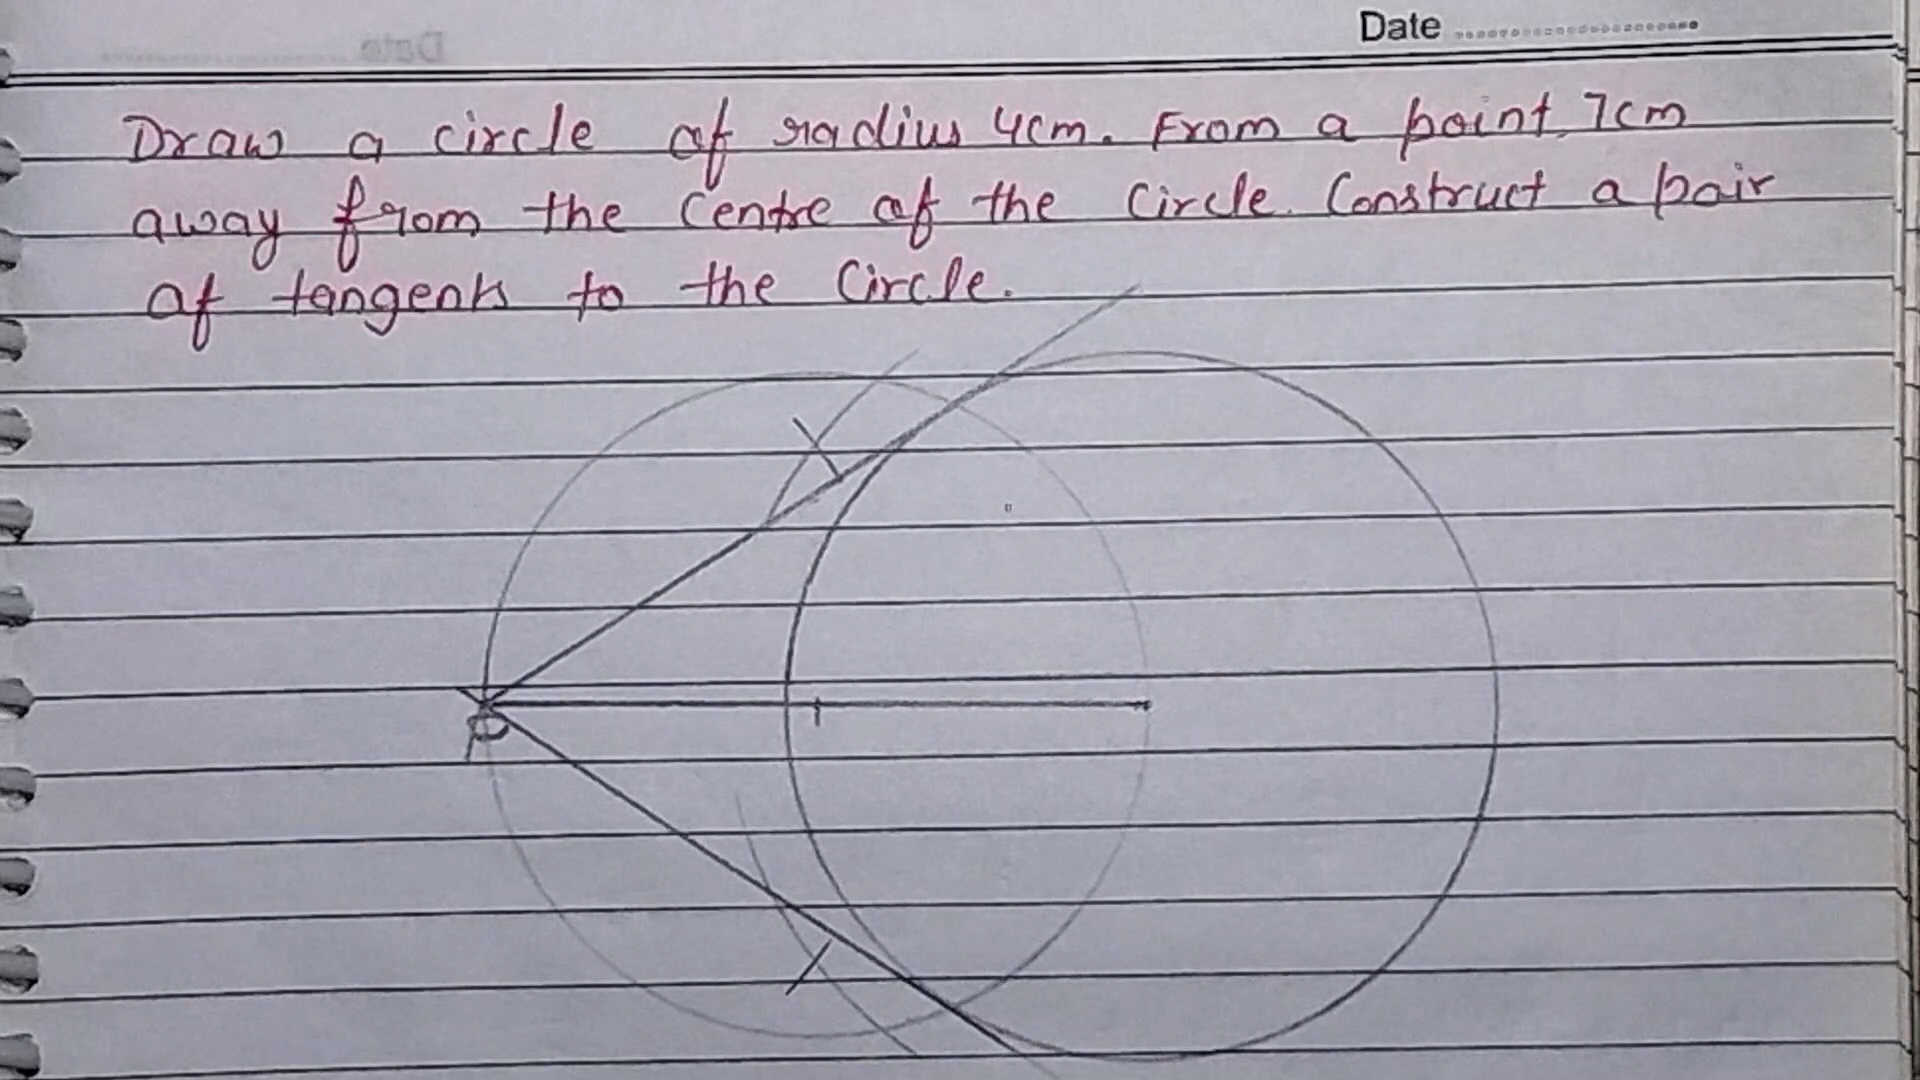 Date ........................
Draw a circle of radius 4cm. From a point 7cm
away from the centre of the circle. Construct a pair
of tangents to the circle.
P